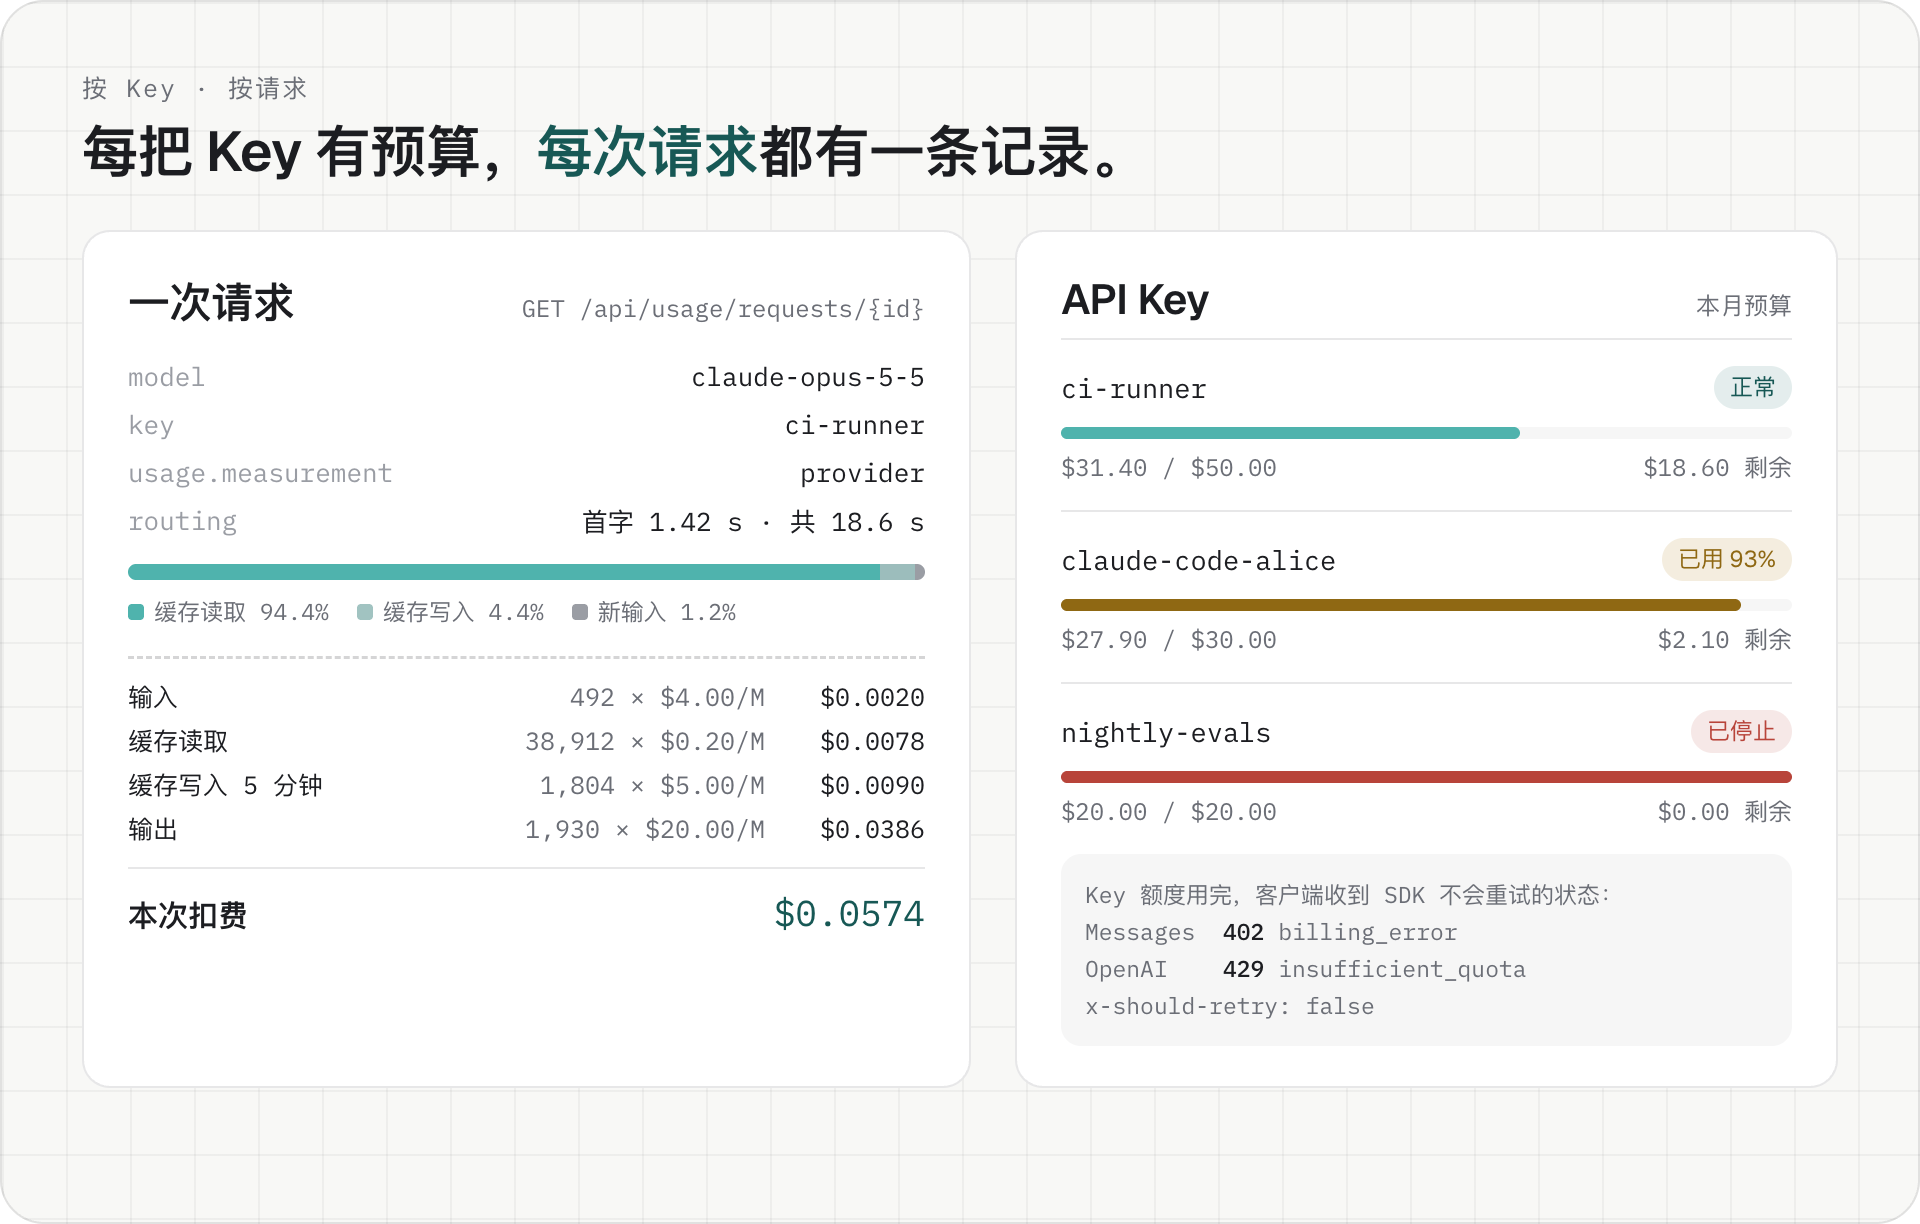 按 Key · 按请求
每把 Key 有预算，每次请求都有一条记录。
一次请求
GET /api/usage/requests/{id}
model claude-opus-5-5
key ci-runner
usage.measurement provider
routing 首字 1.42 s · 共 18.6 s
缓存读取 94.4% 缓存写入 4.4% 新输入 1.2%
输入 492 × $4.00/M $0.0020
缓存读取 38,912 × $0.20/M $0.0078
缓存写入 5 分钟 1,804 × $5.00/M $0.0090
输出 1,930 × $20.00/M $0.0386
本次扣费 $0.0574
API Key 本月预算
ci-runner 正常
$31.40 / $50.00 $18.60 剩余
claude-code-alice 已用 93%
$27.90 / $30.00 $2.10 剩余
nightly-evals 已停止
$20.00 / $20.00 $0.00 剩余
Key 额度用完，客户端收到 SDK 不会重试的状态：
Messages 402 billing_error
OpenAI 429 insufficient_quota
x-should-retry: false